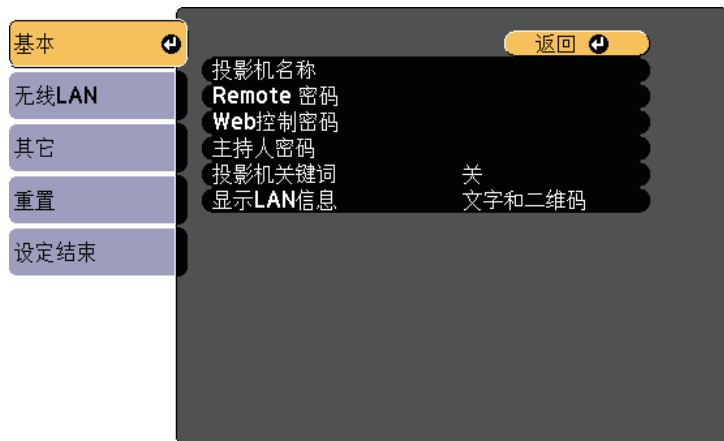 基本
无线LAN
其它
重置
设定结束
返回
投影机名称
Remote 密码
Web控制密码
主持人密码
投影机关键词 关
显示LAN信息 文字和二维码